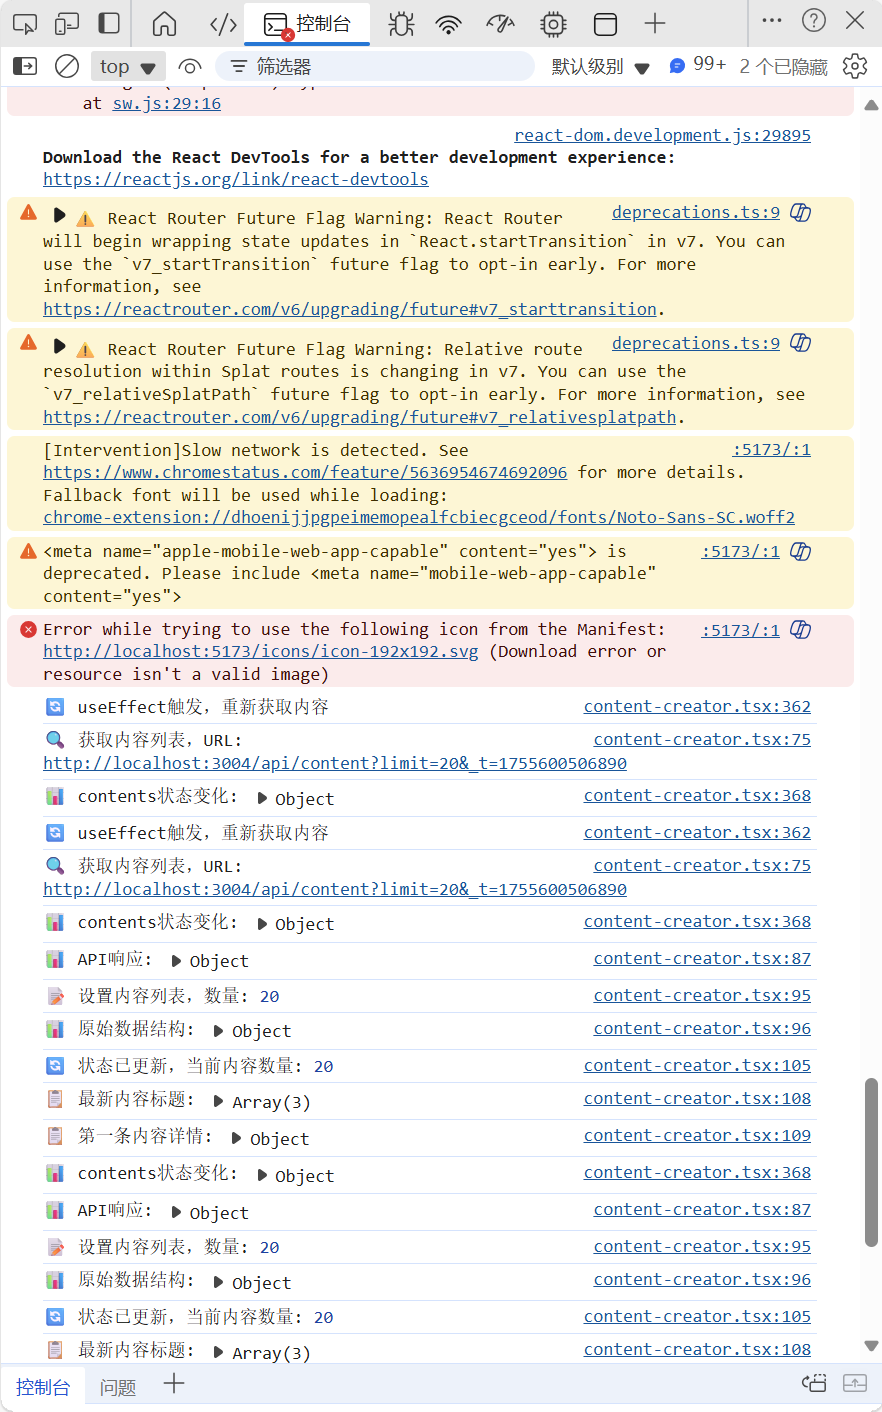 控制台
top
筛选器
默认级别
99+
2 个已隐藏
at sw.js:29:16
react-dom.development.js:29895
Download the React DevTools for a better development experience:
https://reactjs.org/link/react-devtools
⚠️ React Router Future Flag Warning: React Router deprecations.ts:9
will begin wrapping state updates in `React.startTransition` in v7. You can
use the `v7_startTransition` future flag to opt-in early. For more
information, see
https://reactrouter.com/v6/upgrading/future#v7_starttransition.
⚠️ React Router Future Flag Warning: Relative route deprecations.ts:9
resolution within Splat routes is changing in v7. You can use the
`v7_relativeSplatPath` future flag to opt-in early. For more information, see
https://reactrouter.com/v6/upgrading/future#v7_relativesplatpath.
[Intervention]Slow network is detected. See :5173/:1
https://www.chromestatus.com/feature/5636954674692096 for more details.
Fallback font will be used while loading:
chrome-extension://dhoenijjpgpeimemopealfcbiecgceod/fonts/Noto-Sans-SC.woff2
<meta name="apple-mobile-web-app-capable" content="yes"> is :5173/:1
deprecated. Please include <meta name="mobile-web-app-capable"
content="yes">
Error while trying to use the following icon from the Manifest: :5173/:1
http://localhost:5173/icons/icon-192x192.svg (Download error or
resource isn't a valid image)
🔄 useEffect触发，重新获取内容 content-creator.tsx:362
🔍 获取内容列表，URL: content-creator.tsx:75
http://localhost:3004/api/content?limit=20&_t=1755600506890
📊 contents状态变化: ▶ Object content-creator.tsx:368
🔄 useEffect触发，重新获取内容 content-creator.tsx:362
🔍 获取内容列表，URL: content-creator.tsx:75
http://localhost:3004/api/content?limit=20&_t=1755600506890
📊 contents状态变化: ▶ Object content-creator.tsx:368
📊 API响应: ▶ Object content-creator.tsx:87
📝 设置内容列表，数量: 20 content-creator.tsx:95
📊 原始数据结构: ▶ Object content-creator.tsx:96
🔄 状态已更新，当前内容数量: 20 content-creator.tsx:105
📋 最新内容标题: ▶ Array(3) content-creator.tsx:108
📋 第一条内容详情: ▶ Object content-creator.tsx:109
📊 contents状态变化: ▶ Object content-creator.tsx:368
📊 API响应: ▶ Object content-creator.tsx:87
📝 设置内容列表，数量: 20 content-creator.tsx:95
📊 原始数据结构: ▶ Object content-creator.tsx:96
🔄 状态已更新，当前内容数量: 20 content-creator.tsx:105
📋 最新内容标题: ▶ Array(3) content-creator.tsx:108
控制台
问题